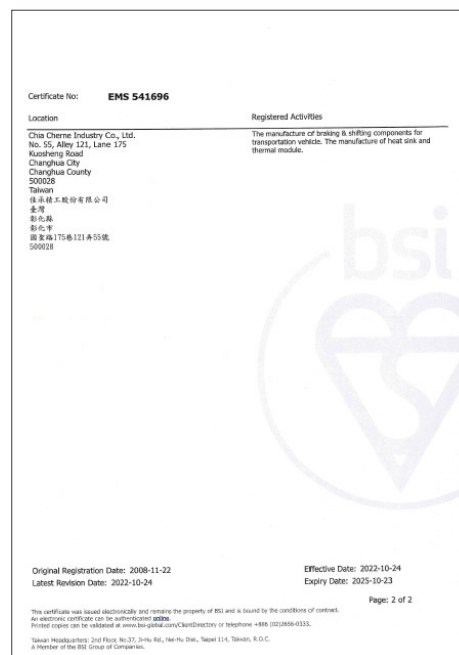 Certificate No: EMS 541696
Location
Registered Activities
Chia Cherne Industry Co., Ltd.
No. 55, Alley 121, Lane 175
Kuosheng Road
Changhua City
Changhua County
500028
Taiwan
佳承精工股份有限公司
臺灣
彰化縣
彰化市
國聖路175巷121弄55號
500028
The manufacture of braking & shifting components for
transportation vehicle. The manufacture of heat sink and
thermal module.
bsi
Original Registration Date: 2008-11-22
Effective Date: 2022-10-24
Latest Revision Date: 2022-10-24
Expiry Date: 2025-10-23
Page: 2 of 2
This certificate was issued electronically and remains the property of BSI and is bound by the conditions of contract.
An electronic certificate can be authenticated online.
Printed copies can be validated at www.bsi-global.com/ClientDirectory or telephone +886 (02)2656-0333.
Taiwan Headquarters: 2nd Floor, No.37, Ji-Hu Rd., Nei-Hu Dist., Taipei 114, Taiwan, R.O.C.
A Member of the BSI Group of Companies.